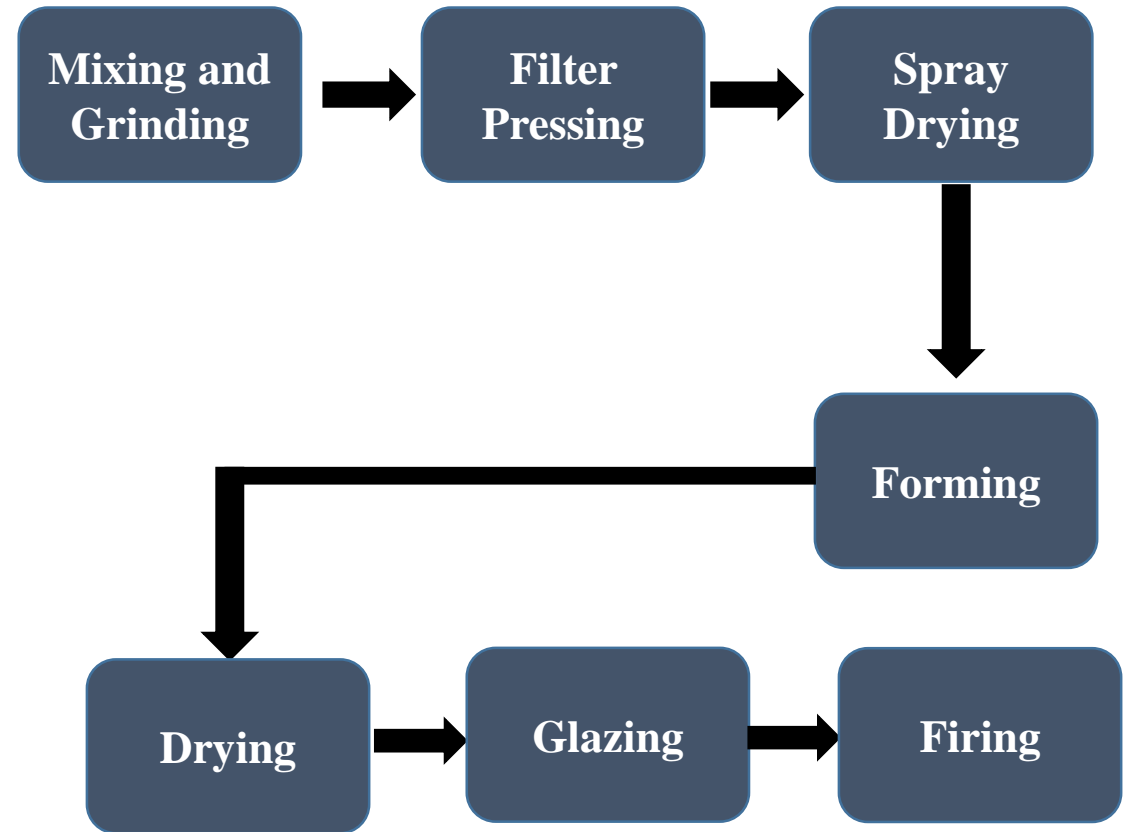 Mixing and
Grinding
Filter
Pressing
Spray
Drying
Forming
Drying
Glazing
Firing